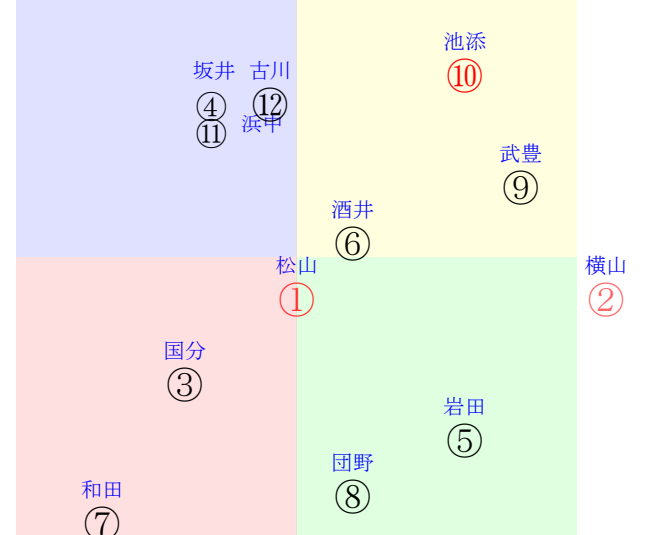 池添
⑩
坂井 古川
④ ⑫
⑪ 浜中
武豊
⑨
酒井
⑥
松山
①
横山
②
国分
③
岩田
⑤
団野
⑧
和田
⑦